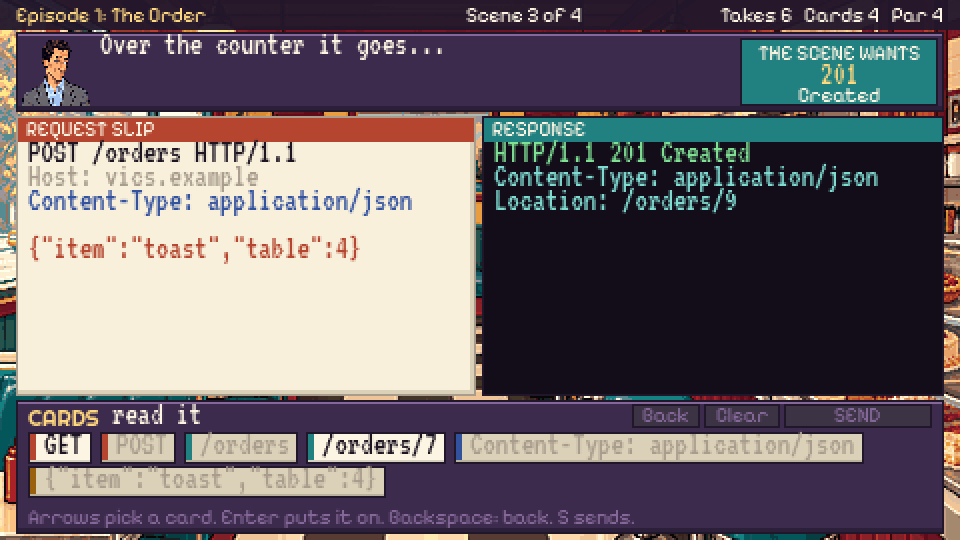 Episode 1: The Order
Scene 3 of 4
Takes 6 Cards 4 Par 4
Over the counter it goes...
THE SCENE WANTS
201
Created
REQUEST SLIP
POST /orders HTTP/1.1
Host: vics.example
Content-Type: application/json
{"item":"toast","table":4}
RESPONSE
HTTP/1.1 201 Created
Content-Type: application/json
Location: /orders/9
CARDS read it
Back
Clear
SEND
GET
POST
/orders
/orders/7
Content-Type: application/json
{"item":"toast","table":4}
Arrows pick a card. Enter puts it on. Backspace: back. S sends.